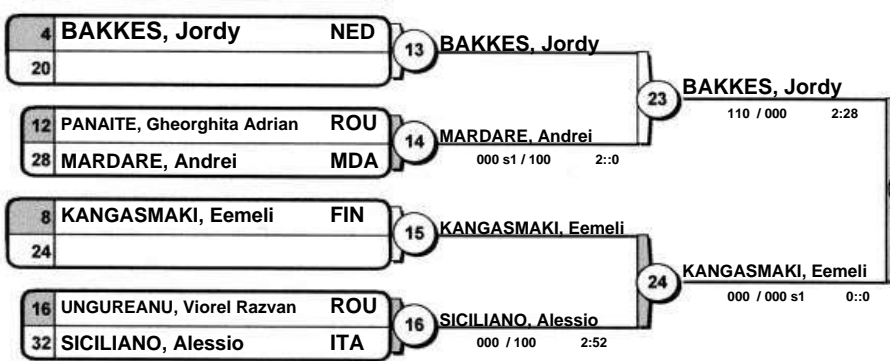 4 BAKKES, Jordy NED
20
13 BAKKES, Jordy
12 PANAITE, Gheorghita Adrian ROU
28 MARDARE, Andrei MDA
14 MARDARE, Andrei
000 s1 / 100 2::0
23 BAKKES, Jordy
110 / 000 2:28
8 KANGASMAKI, Eemeli FIN
24
15 KANGASMAKI, Eemeli
16 UNGUREANU, Viorel Razvan ROU
32 SICILIANO, Alessio ITA
16 SICILIANO, Alessio
000 / 100 2:52
24 KANGASMAKI, Eemeli
000 / 000 s1 0::0